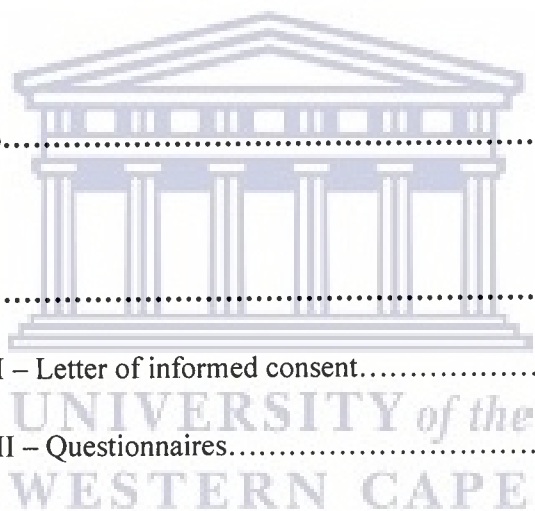 ...............................................................
...............................................................
I – Letter of informed consent..................
UNIVERSITY of the
II – Questionnaires..............................
WESTERN CAPE